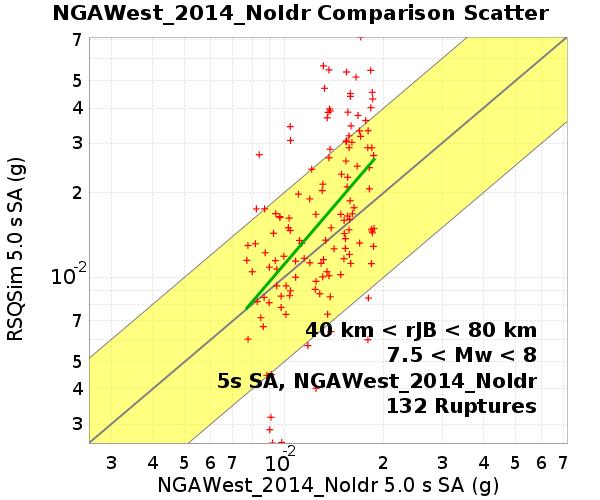 NGAWest_2014_NoIdr Comparison Scatter
7
5
4
3
2
10-2
7
5
4
3
RSQSim 5.0 s SA (g)
40 km < rJB < 80 km
7.5 < Mw < 8
5s SA, NGAWest_2014_NoIdr
132 Ruptures
3 4 5 6 7 10-2 2 3 4 5 6 7
NGAWest_2014_NoIdr 5.0 s SA (g)